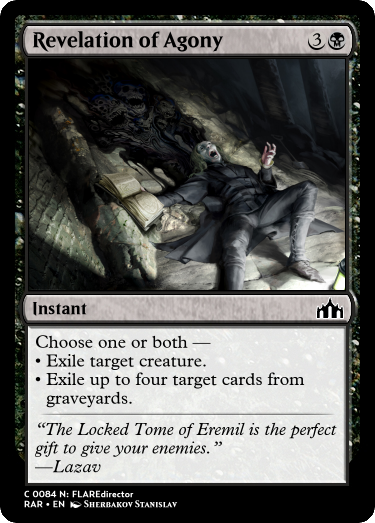 Revelation of Agony 3
Instant
Choose one or both —
• Exile target creature.
• Exile up to four target cards from
graveyards.
“The Locked Tome of Eremil is the perfect
gift to give your enemies.”
—Lazav
C 0084 N: FLAREdirector
RAR • EN Sherbakov Stanislav